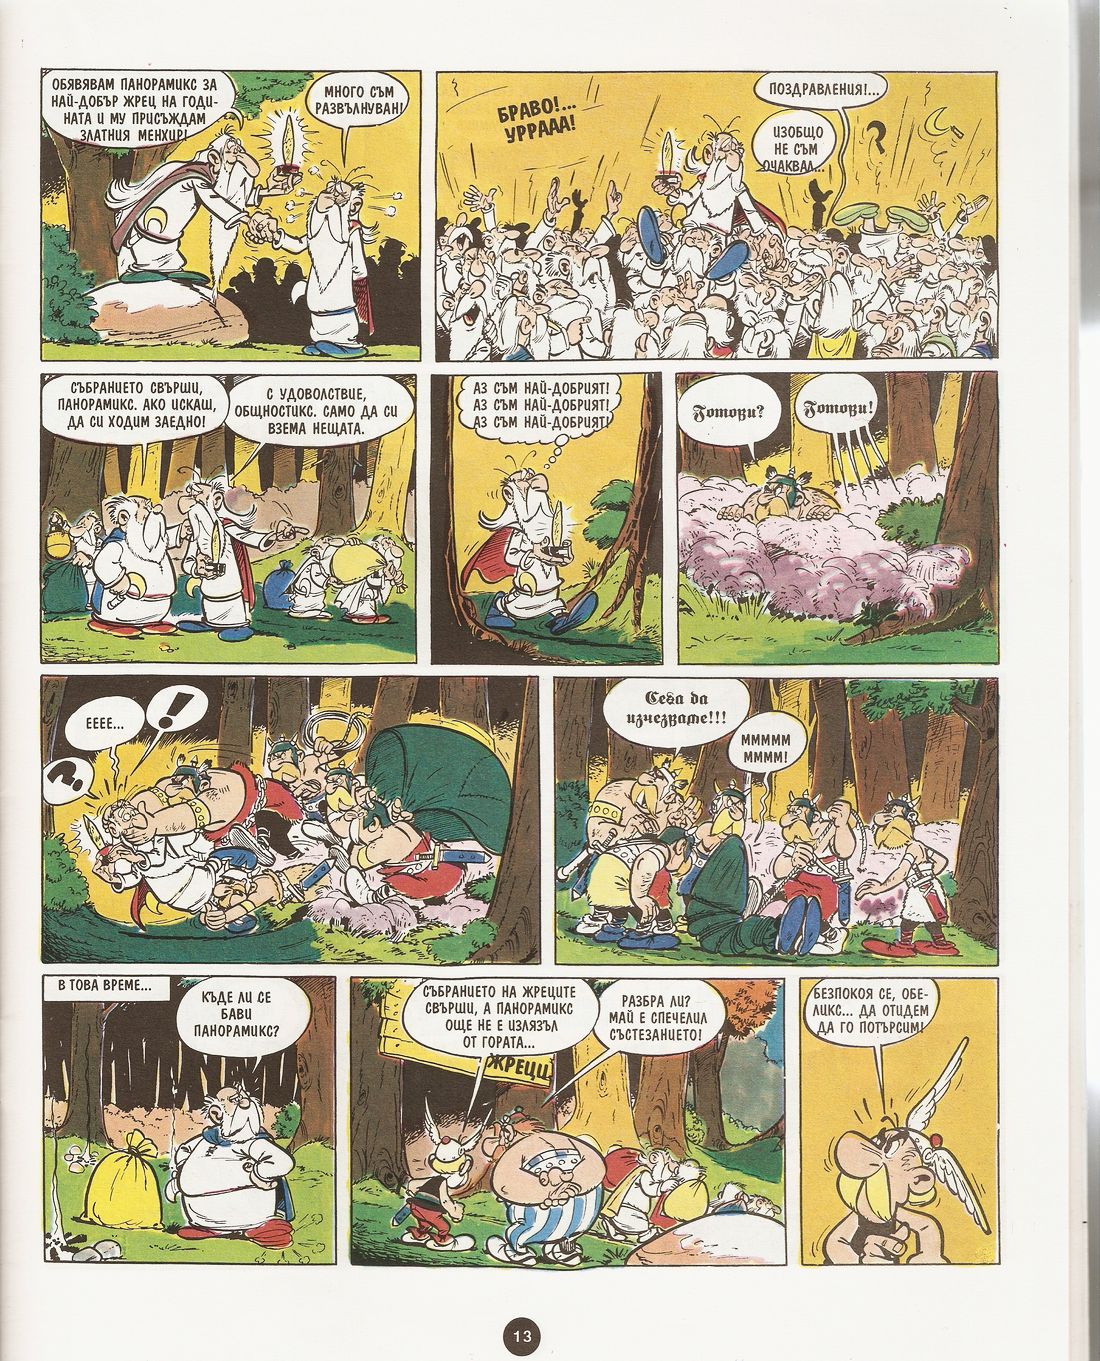 ОБЯВЯВАМ ПАНОРАМИКС ЗА
НАЙ-ДОБЪР ЖРЕЦ НА ГОДИ-
НАТА И МУ ПРИСЪЖДАМ
ЗЛАТНИЯ МЕНХИР!
МНОГО СЪМ
РАЗВЪЛНУВАН!
БРАВО!...
УРРААА!
ПОЗДРАВЛЕНИЯ!...
ИЗОБЩО
НЕ СЪМ
ОЧАКВАЛ...
?
СЪБРАНИЕТО СВЪРШИ,
ПАНОРАМИКС. АКО ИСКАШ,
ДА СИ ХОДИМ ЗАЕДНО!
С УДОВОЛСТВИЕ,
ОБЩНОСТИКС. САМО ДА СИ
ВЗЕМА НЕЩАТА.
АЗ СЪМ НАЙ-ДОБРИЯТ!
АЗ СЪМ НАЙ-ДОБРИЯТ!
АЗ СЪМ НАЙ-ДОБРИЯТ!
Готови?
Готови!
?
ЕЕЕЕ...
!
Сега да
изчезваме!!!
МММММ
ММММ!
В ТОВА ВРЕМЕ...
КЪДЕ ЛИ СЕ
БАВИ
ПАНОРАМИКС?
СЪБРАНИЕТО НА ЖРЕЦИТЕ
СВЪРШИ, А ПАНОРАМИКС
ОЩЕ НЕ Е ИЗЛЯЗЪЛ
ОТ ГОРАТА...
РАЗБРА ЛИ?
МАЙ Е СПЕЧЕЛИЛ
СЪСТЕЗАНИЕТО!
ЖРЕЦИ
БЕЗПОКОЯ СЕ, ОБЕ-
ЛИКС... ДА ОТИДЕМ
ДА ГО ПОТЪРСИМ!
13